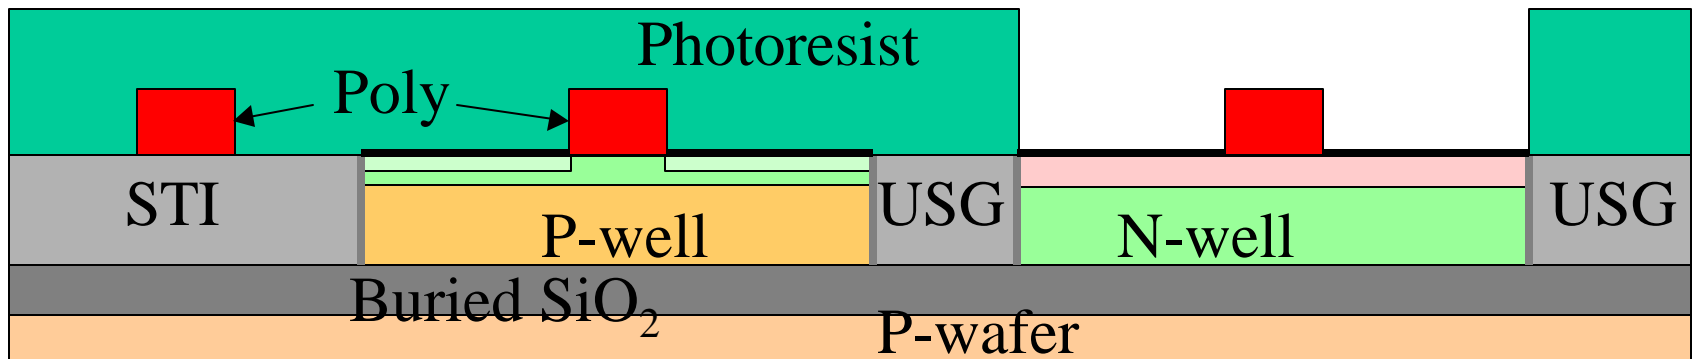 Photoresist
Poly
STI
P-well
USG
N-well
USG
Buried SiO₂
P-wafer